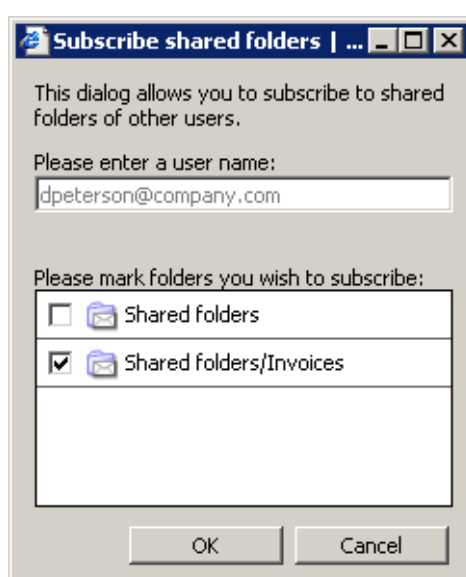 Subscribe shared folders | ...
This dialog allows you to subscribe to shared
folders of other users.
Please enter a user name:
dpeterson@company.com
Please mark folders you wish to subscribe:
Shared folders
Shared folders/Invoices
OK Cancel